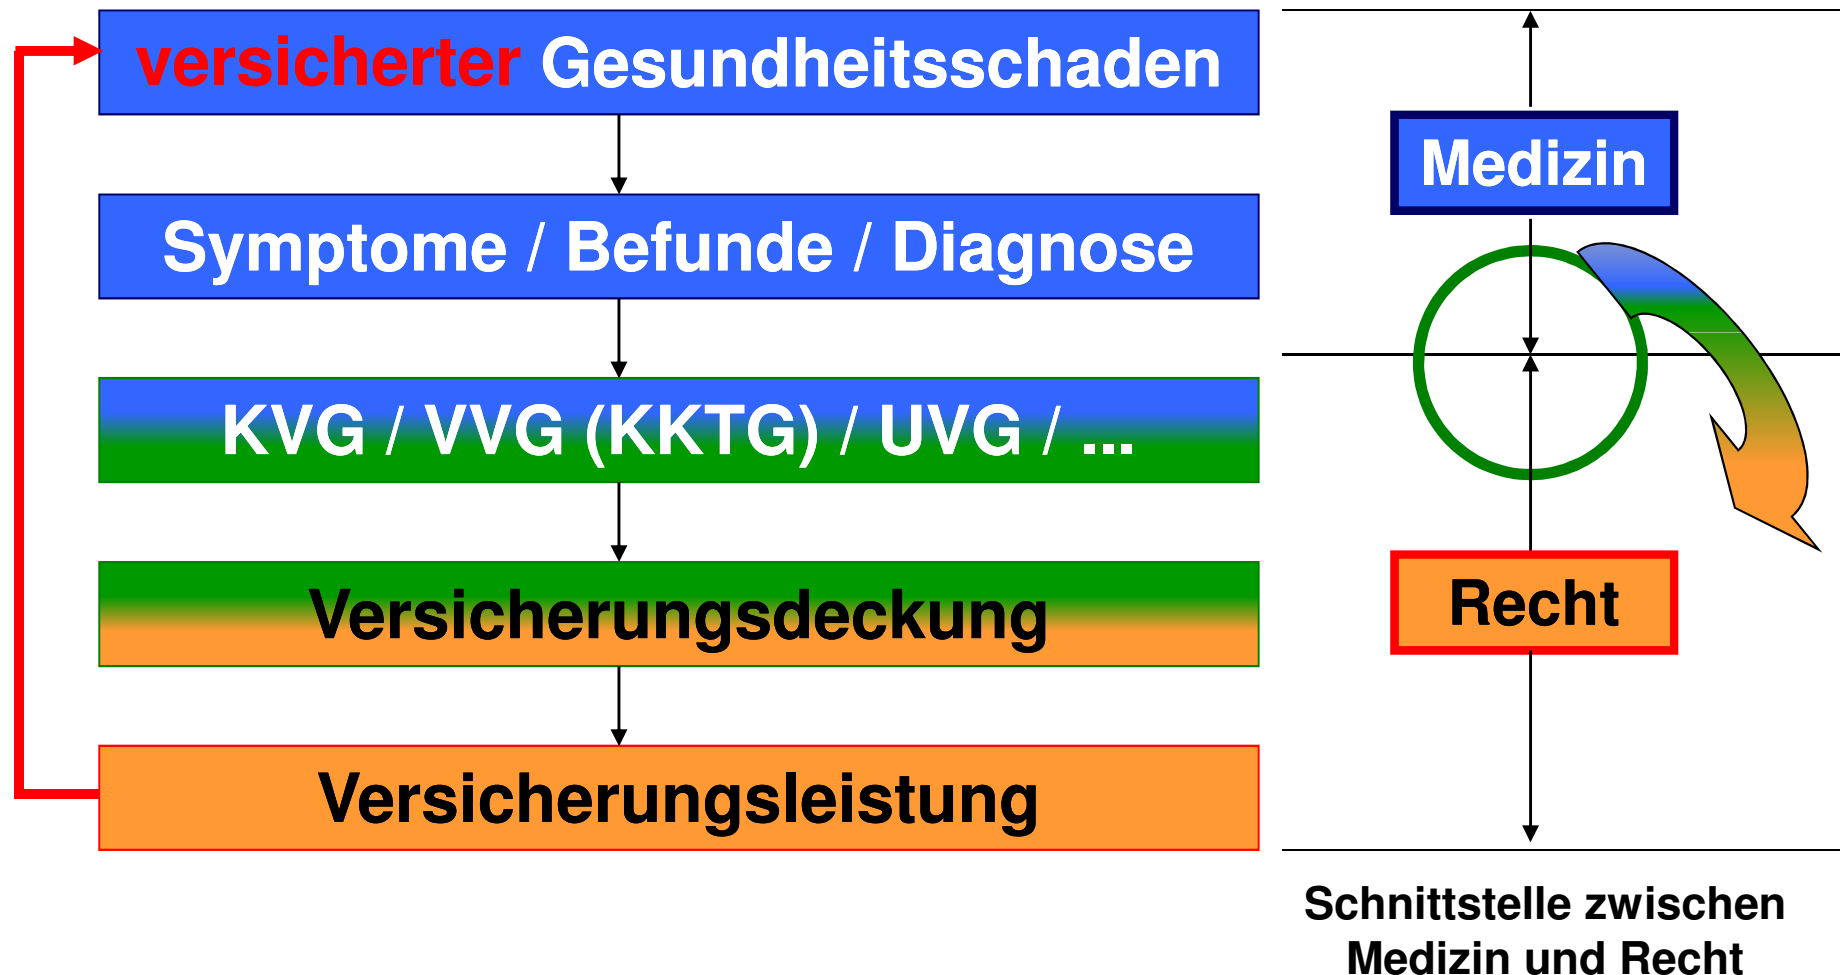 versicherter Gesundheitsschaden
Symptome / Befunde / Diagnose
KVG / VVG (KKTG) / UVG / ...
Versicherungsdeckung
Versicherungsleistung
Medizin
Recht
Schnittstelle zwischen
Medizin und Recht